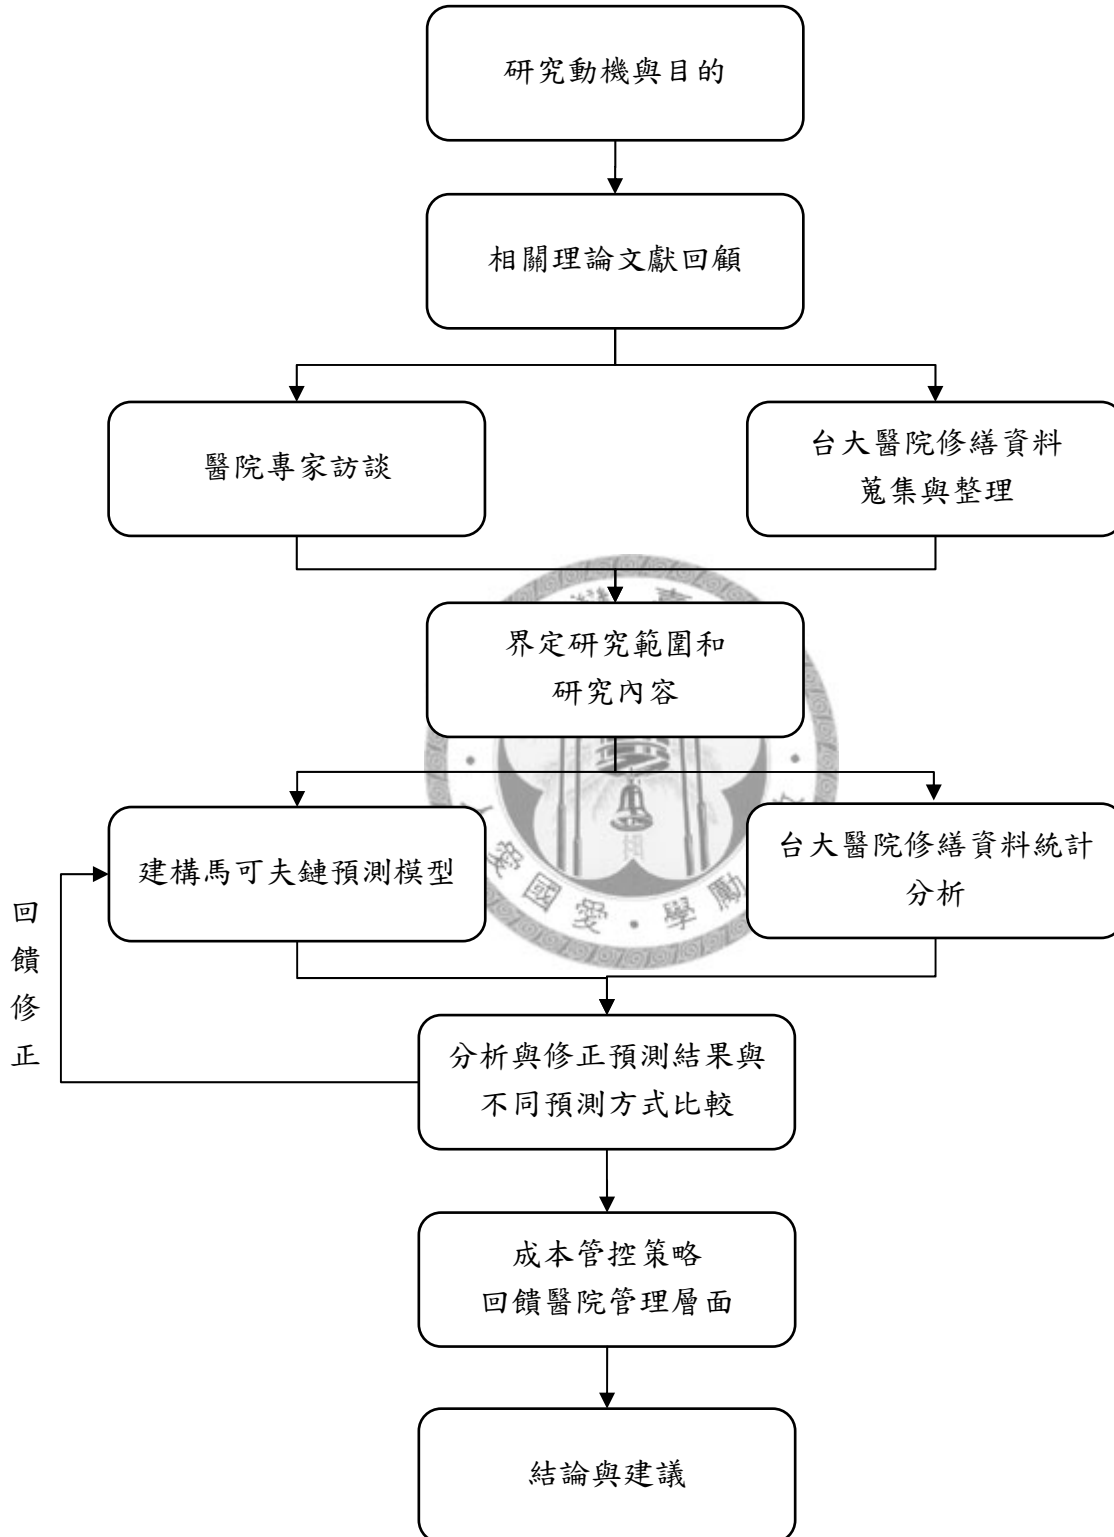 研究動機與目的
相關理論文獻回顧
醫院專家訪談
台大醫院修繕資料
蒐集與整理
界定研究範圍和
研究內容
建構馬可夫鏈預測模型
台大醫院修繕資料統計
分析
回
饋
修
正
分析與修正預測結果與
不同預測方式比較
成本管控策略
回饋醫院管理層面
結論與建議
愛
國
愛
學
勵